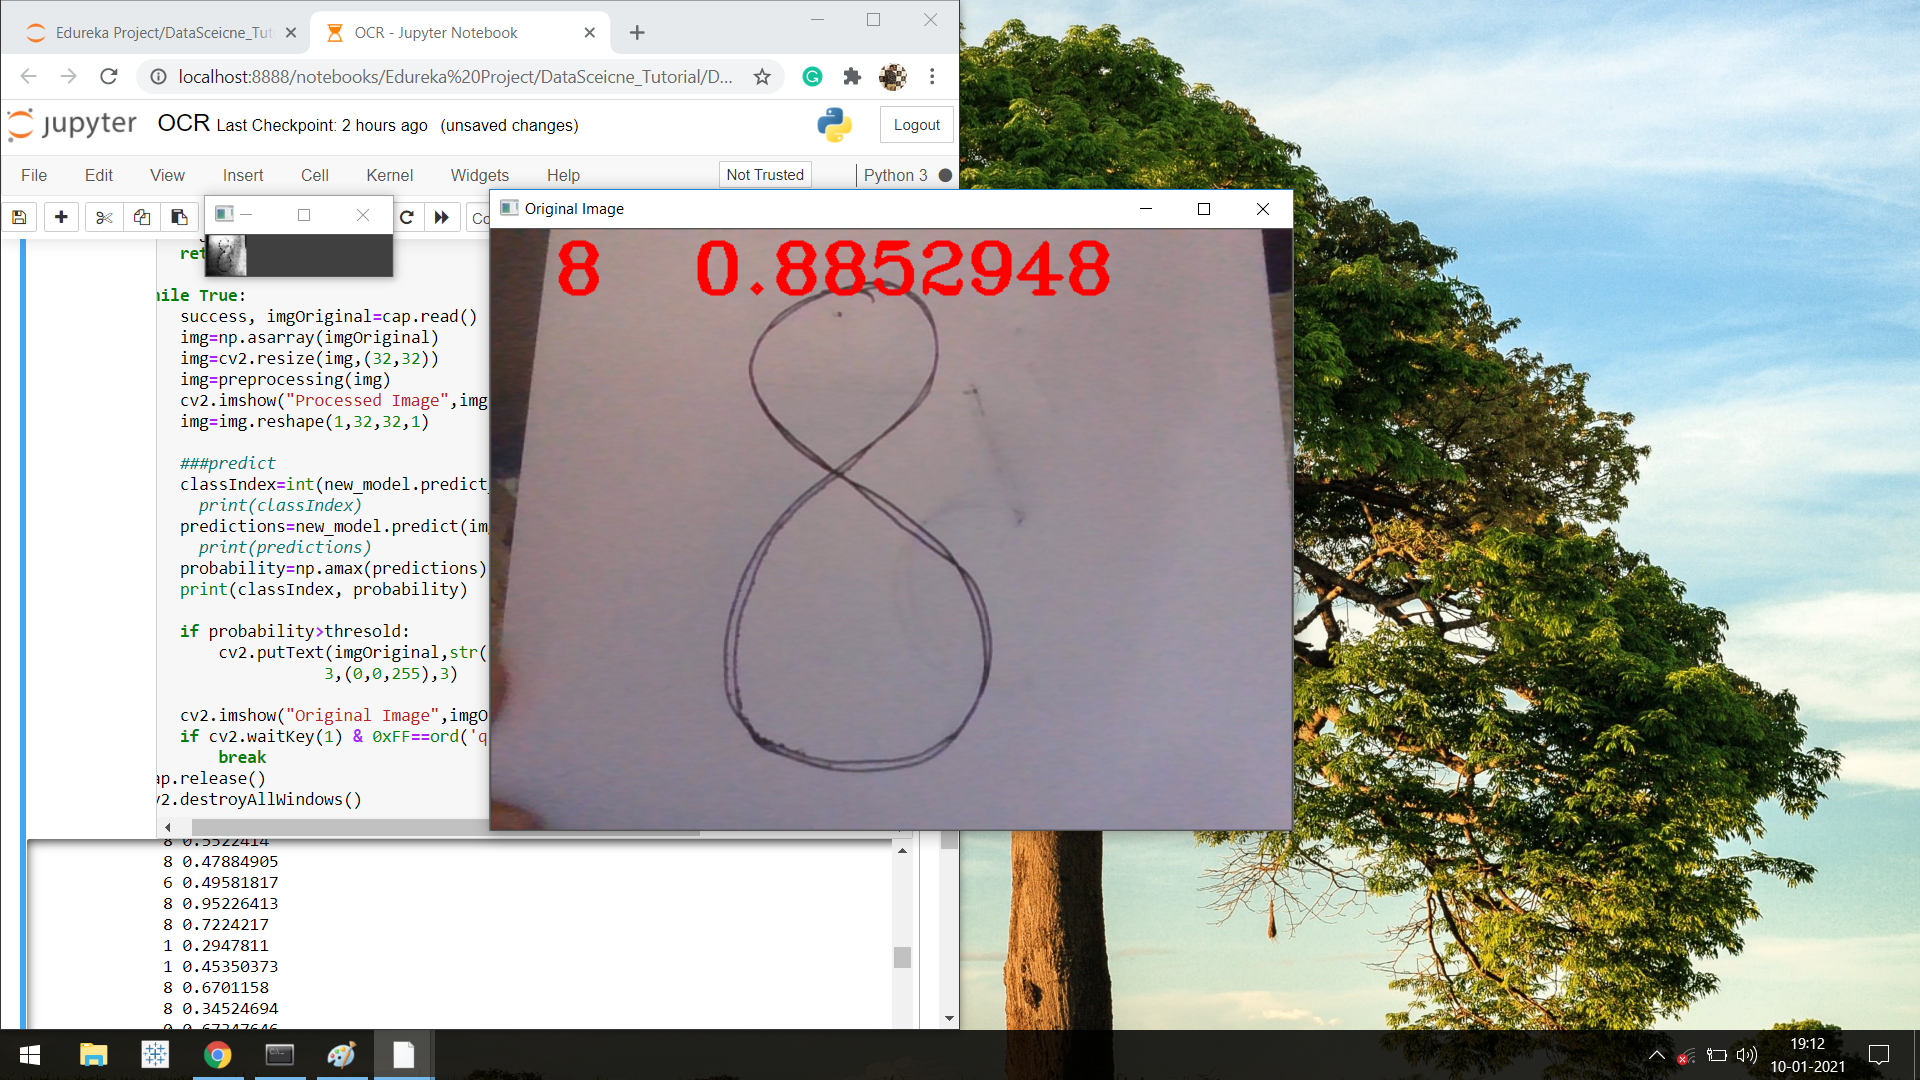 Edureka Project/DataSceicne_Tut
OCR - Jupyter Notebook
localhost:8888/notebooks/Edureka%20Project/DataSceicne_Tutorial/D...
jupyter OCR Last Checkpoint: 2 hours ago (unsaved changes)
Logout
File Edit View Insert Cell Kernel Widgets Help
Not Trusted
Python 3
Original Image
8 0.8852948
ile True:
success, imgOriginal=cap.read()
img=np.asarray(imgOriginal)
img=cv2.resize(img,(32,32))
img=preprocessing(img)
cv2.imshow("Processed Image",img
img=img.reshape(1,32,32,1)
###predict
classIndex=int(new_model.predict_
print(classIndex)
predictions=new_model.predict(im
print(predictions)
probability=np.amax(predictions)
print(classIndex, probability)
if probability>thresold:
cv2.putText(imgOriginal,str(
3,(0,0,255),3)
cv2.imshow("Original Image",imgO
if cv2.waitKey(1) & 0xFF==ord('q
break
ap.release()
v2.destroyAllWindows()
8 0.5522414
8 0.47884905
6 0.49581817
8 0.95226413
8 0.7224217
1 0.2947811
1 0.45350373
8 0.6701158
8 0.34524694
19:12
10-01-2021